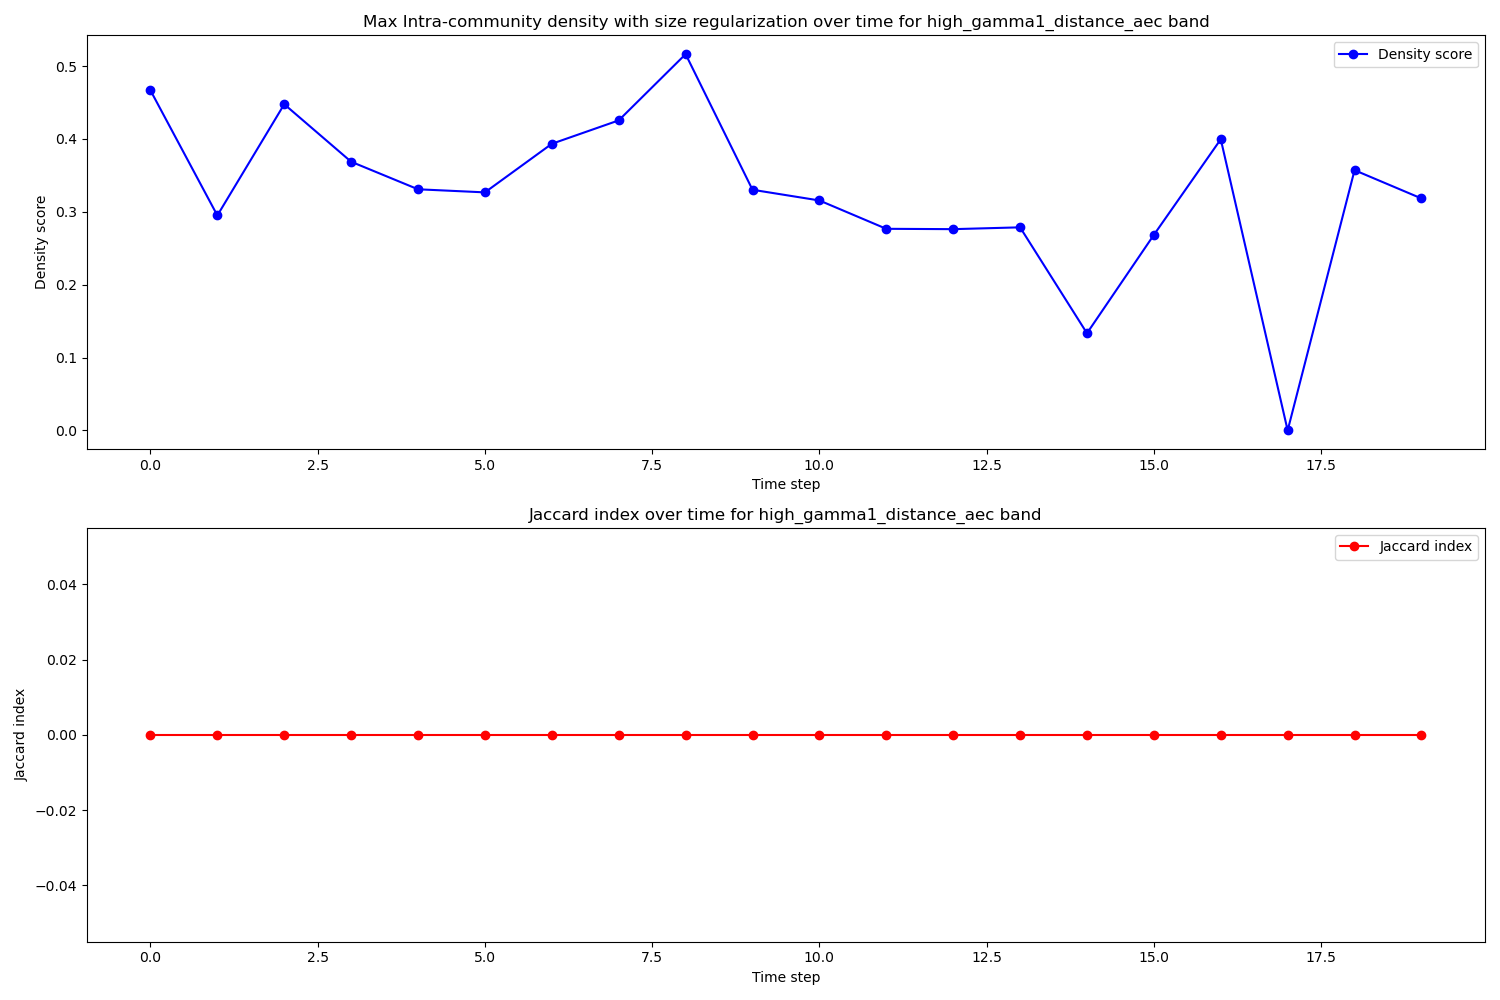 Max Intra-community density with size regularization over time for high_gamma1_distance_aec band
Density score
0.5
0.4
0.3
0.2
0.1
0.0
Density score
0.0 2.5 5.0 7.5 10.0 12.5 15.0 17.5
Time step
Jaccard index over time for high_gamma1_distance_aec band
Jaccard index
0.04
0.02
0.00
−0.02
−0.04
Jaccard index
0.0 2.5 5.0 7.5 10.0 12.5 15.0 17.5
Time step